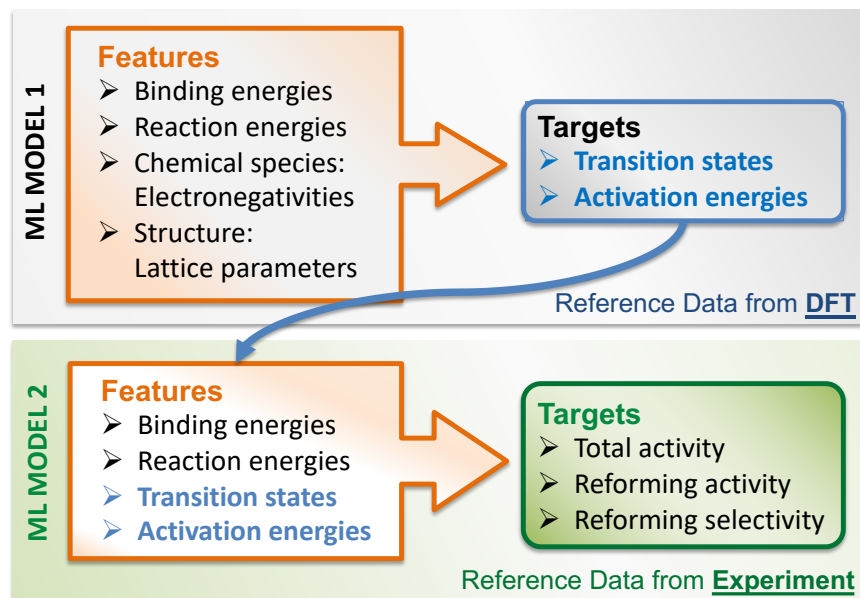 ML MODEL 1
Features
➢ Binding energies
➢ Reaction energies
➢ Chemical species:
Electronegativities
➢ Structure:
Lattice parameters
Targets
➢ Transition states
➢ Activation energies
Reference Data from DFT
ML MODEL 2
Features
➢ Binding energies
➢ Reaction energies
➢ Transition states
➢ Activation energies
Targets
➢ Total activity
➢ Reforming activity
➢ Reforming selectivity
Reference Data from Experiment